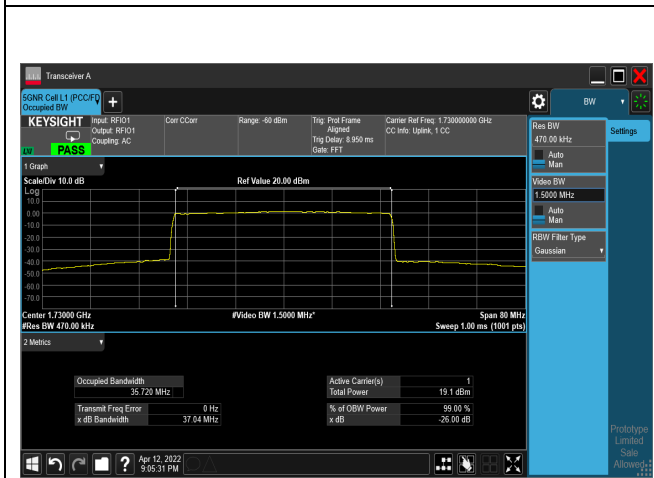 Transceiver A
5GNR Cell L1 (PCC/FD
Occupied BW
BW
KEYSIGHT
Input: RFIO1
Output: RFIO1
Coupling: AC
Corr CCorr
Range: -60 dBm
Trig: Prot Frame
Aligned
Trig Delay: 8.950 ms
Gate: FFT
Carrier Ref Freq: 1.730000000 GHz
CC Info: Uplink, 1 CC
PASS
1 Graph
Scale/Div 10.0 dB
Ref Value 20.00 dBm
Log
10.0
0.00
-10.0
-20.0
-30.0
-40.0
-50.0
-60.0
-70.0
Center 1.73000 GHz
#Video BW 1.5000 MHz*
Span 80 MHz
#Res BW 470.00 kHz
Sweep 1.00 ms (1001 pts)
2 Metrics
Occupied Bandwidth
35.720 MHz
Transmit Freq Error 0 Hz
x dB Bandwidth 37.04 MHz
Active Carrier(s) 1
Total Power 19.1 dBm
% of OBW Power 99.00 %
x dB -26.00 dB
Res BW
470.00 kHz
Auto
Man
Video BW
1.5000 MHz
Auto
Man
RBW Filter Type
Gaussian
Settings
Prototype
Limited
Sale
Allowed
Apr 12, 2022
9:05:31 PM